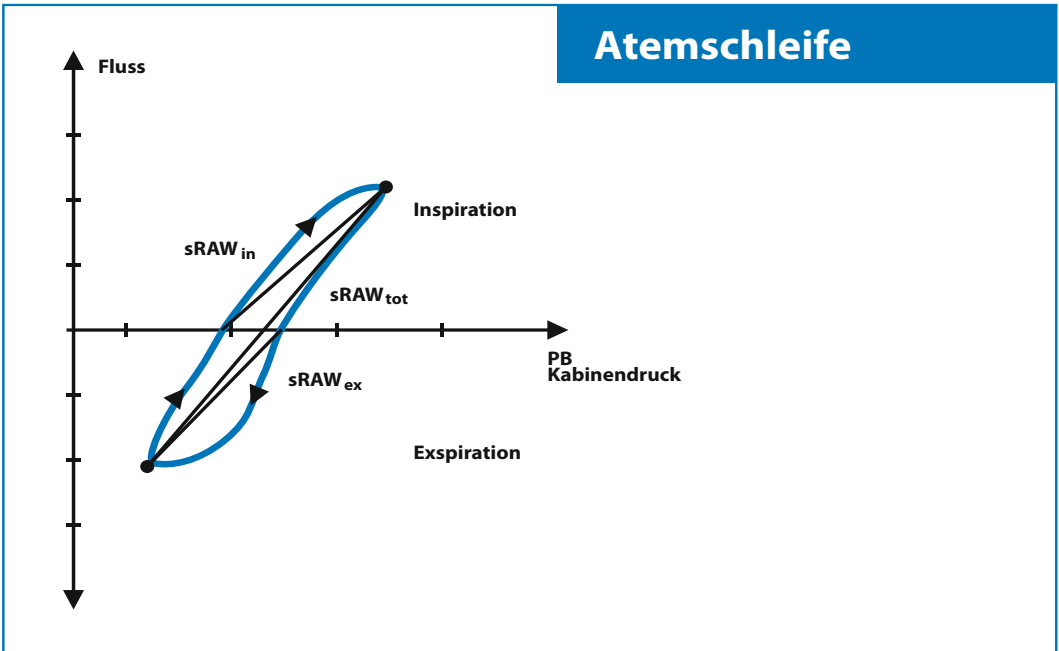 Atemschleife
Fluss
Inspiration
sRAW in
sRAW tot
PB
Kabinendruck
sRAW ex
Exspiration